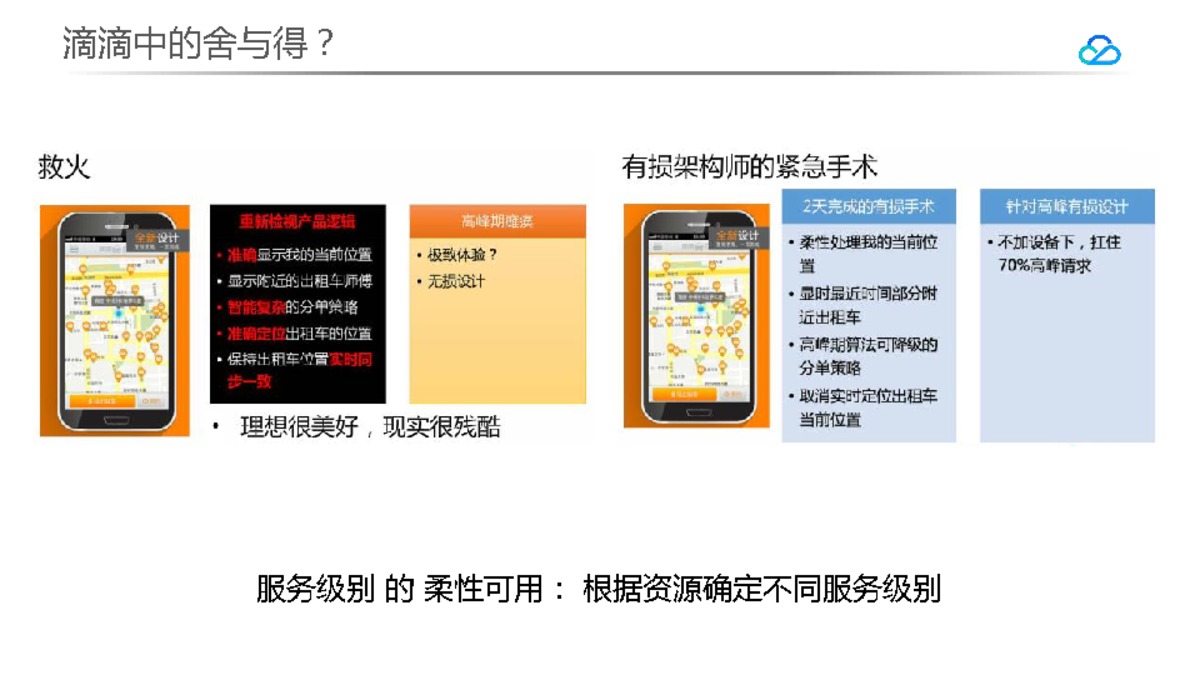 滴滴中的舍与得？
救火
全新设计
重新检视产品逻辑
• 准确显示我的当前位置
• 显示附近的出租车师傅
• 智能复杂的分单策略
• 准确定位出租车的位置
• 保持出租车位置实时同
步一致
高峰期瘫痪
• 极致体验？
• 无损设计
• 理想很美好，现实很残酷
有损架构师的紧急手术
全新设计
2天完成的有损手术
• 柔性处理我的当前位
置
• 显时最近时间部分附
近出租车
• 高峰期算法可降级的
分单策略
• 取消实时定位出租车
当前位置
针对高峰有损设计
• 不加设备下，扛住
70%高峰请求
服务级别 的 柔性可用： 根据资源确定不同服务级别